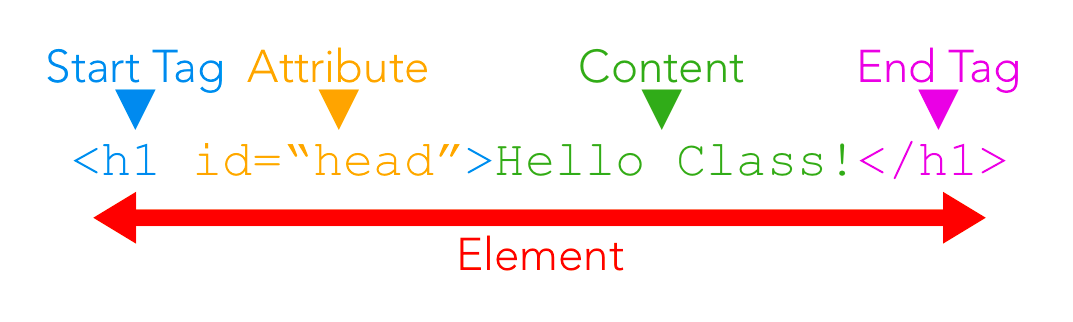 Start Tag Attribute Content End Tag
<h1 id=“head”>Hello Class!</h1>
Element